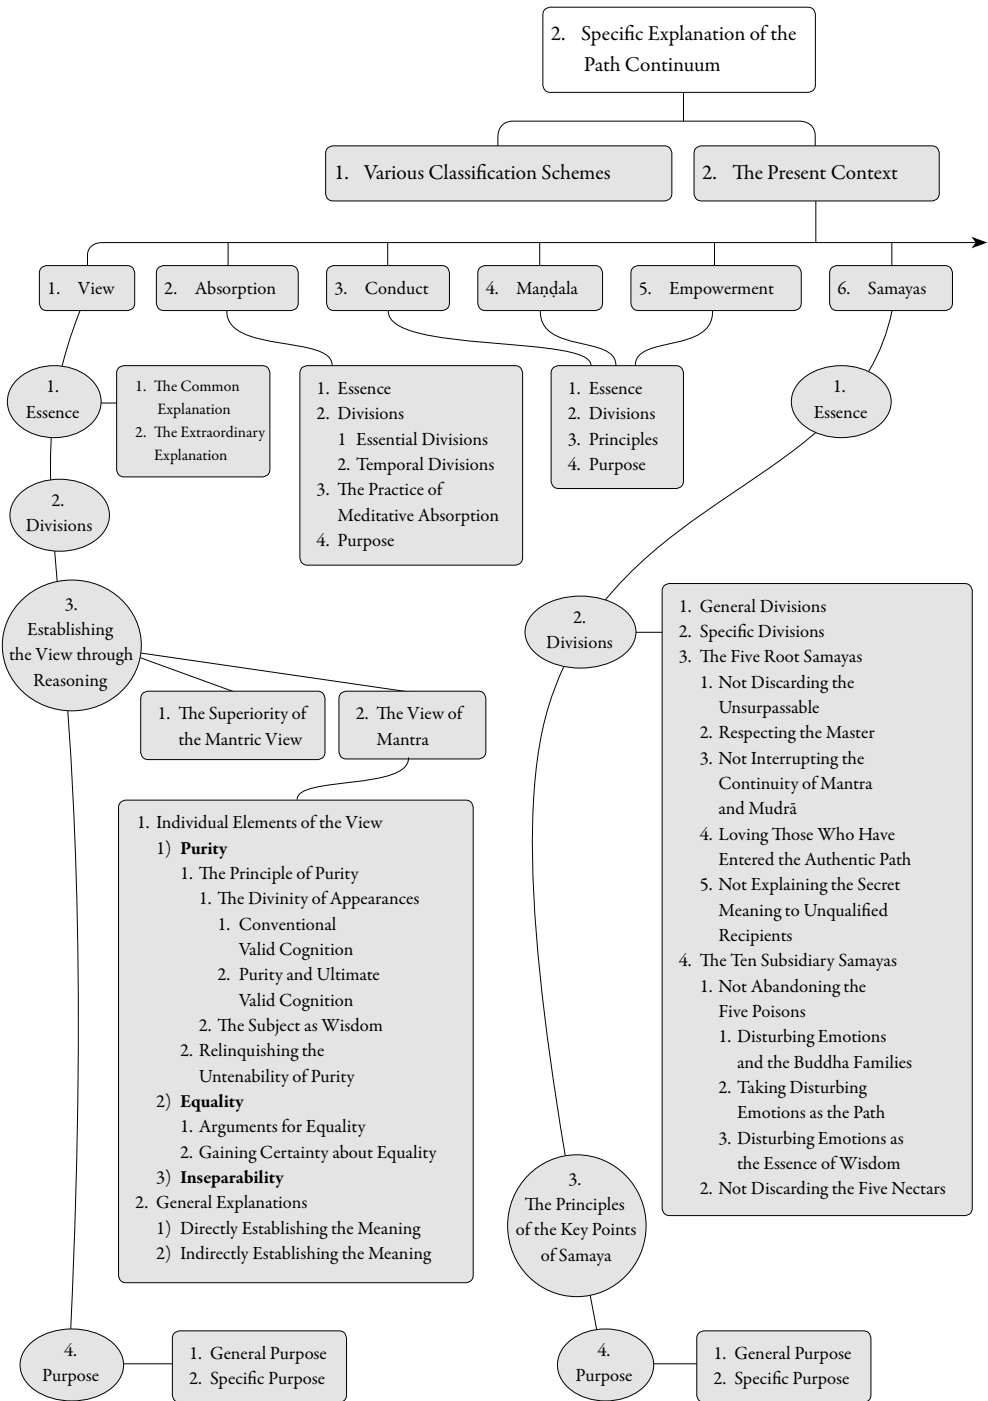 2. Specific Explanation of the
Path Continuum
1. Various Classification Schemes
2. The Present Context
1. View
2. Absorption
3. Conduct
4. Maṇḍala
5. Empowerment
6. Samayas
1.
Essence
1. The Common
Explanation
2. The Extraordinary
Explanation
2.
Divisions
3.
Establishing
the View through
Reasoning
1. The Superiority of
the Mantric View
2. The View of
Mantra
1. Individual Elements of the View
1) Purity
1. The Principle of Purity
1. The Divinity of Appearances
1. Conventional
Valid Cognition
2. Purity and Ultimate
Valid Cognition
2. The Subject as Wisdom
2. Relinquishing the
Untenability of Purity
2) Equality
1. Arguments for Equality
2. Gaining Certainty about Equality
3) Inseparability
2. General Explanations
1) Directly Establishing the Meaning
2) Indirectly Establishing the Meaning
4.
Purpose
1. General Purpose
2. Specific Purpose
1. Essence
2. Divisions
1 Essential Divisions
2. Temporal Divisions
3. The Practice of
Meditative Absorption
4. Purpose
1. Essence
2. Divisions
3. Principles
4. Purpose
1.
Essence
2.
Divisions
1. General Divisions
2. Specific Divisions
3. The Five Root Samayas
1. Not Discarding the
Unsurpassable
2. Respecting the Master
3. Not Interrupting the
Continuity of Mantra
and Mudrā
4. Loving Those Who Have
Entered the Authentic Path
5. Not Explaining the Secret
Meaning to Unqualified
Recipients
4. The Ten Subsidiary Samayas
1. Not Abandoning the
Five Poisons
1. Disturbing Emotions
and the Buddha Families
2. Taking Disturbing
Emotions as the Path
3. Disturbing Emotions as
the Essence of Wisdom
2. Not Discarding the Five Nectars
3.
The Principles
of the Key Points
of Samaya
4.
Purpose
1. General Purpose
2. Specific Purpose